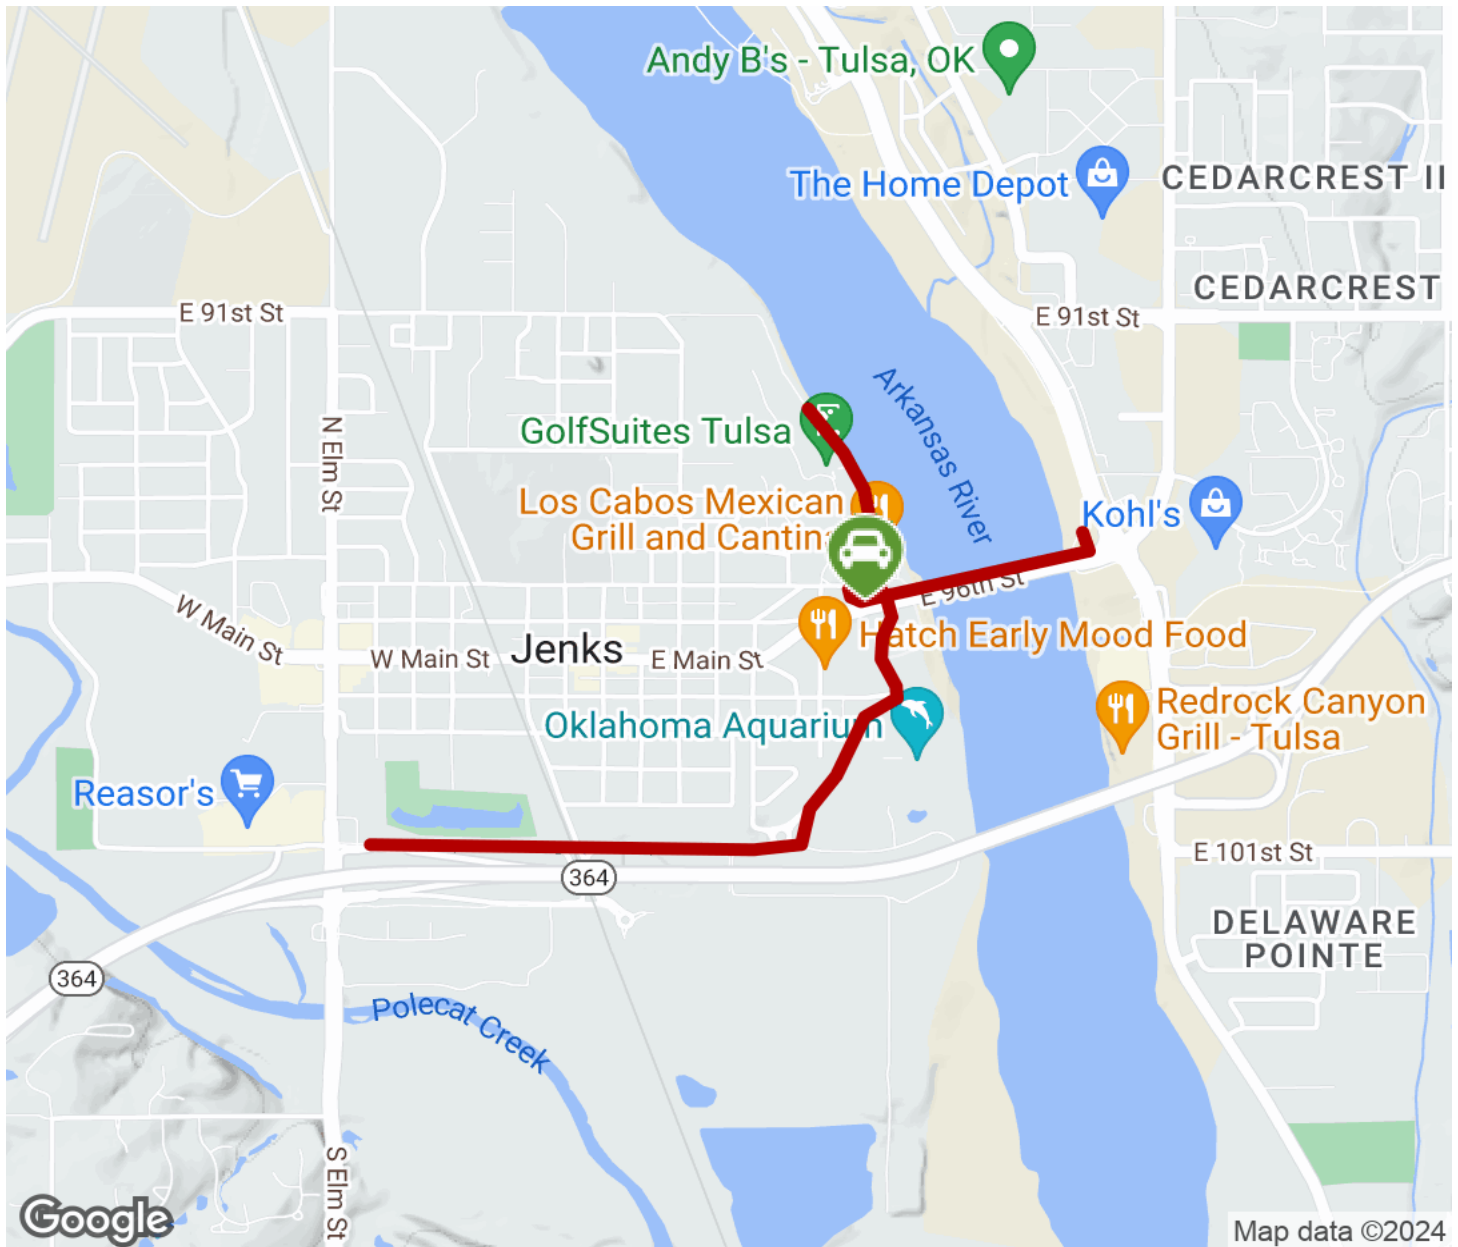 Andy B's - Tulsa, OK
The Home Depot
CEDARCREST II
CEDARCREST
E 91st St
E 91st St
Arkansas River
N Elm St
GolfSuites Tulsa
Los Cabos Mexican
Grill and Cantina
Kohl's
E 96th St
W Main St
Hatch Early Mood Food
Jenks
W Main St
E Main St
Oklahoma Aquarium
Redrock Canyon
Grill - Tulsa
Reasor's
E 101st St
364
DELAWARE
POINTE
364
Polecat Creek
S Elm St
Google
Map data ©2024